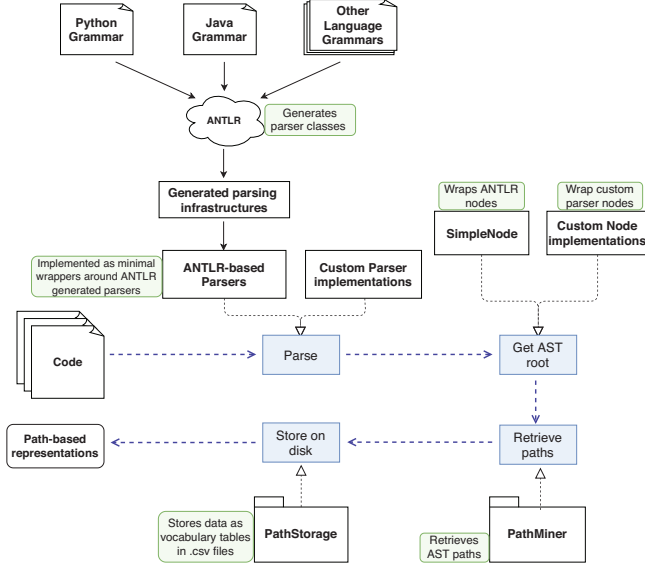 Python
Grammar
Java
Grammar
Other
Language
Grammars
ANTLR
Generates
parser classes
Generated parsing
infrastructures
Wraps ANTLR
nodes
Wrap custom
parser nodes
SimpleNode
Custom Node
implementations
Implemented as minimal
wrappers around ANTLR
generated parsers
ANTLR-based
Parsers
Custom Parser
implementations
Code
Parse
Get AST
root
Path-based
representations
Store on
disk
Retrieve
paths
Stores data as
vocabulary tables
in .csv files
PathStorage
Retrieves
AST paths
PathMiner